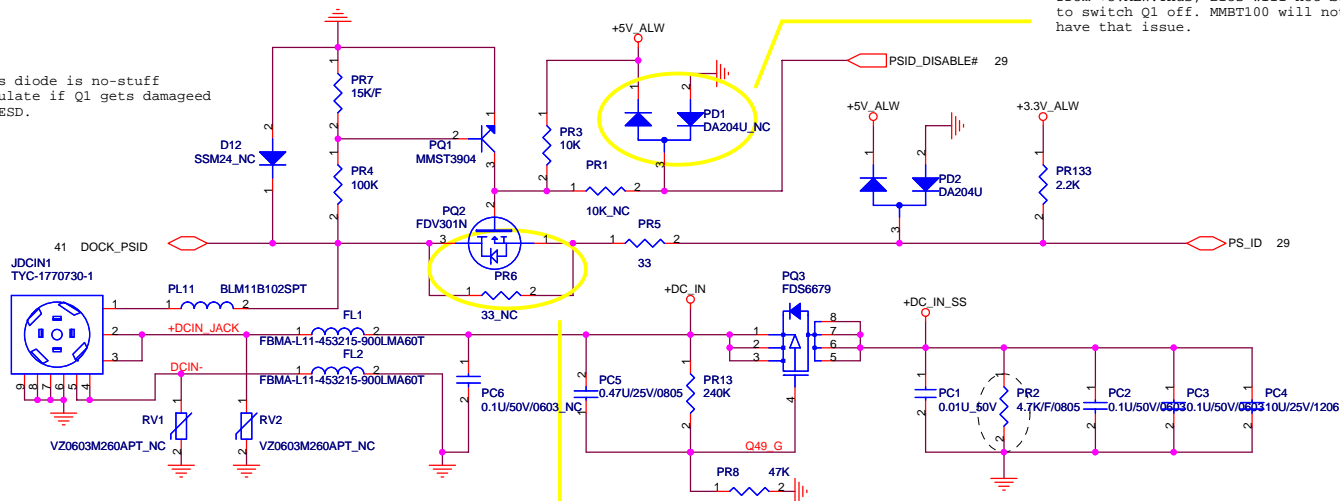 to switch Q1 off. MMBT100 will no
have that issue.
s diode is no-stuff
ulate if Q1 gets damageed
ESD.
+5V_ALW
PSID_DISABLE# 29
PR7
15K/F
PD1
DA204U_NC
+5V_ALW
+3.3V_ALW
D12
SSM24_NC
PQ1
MMST3904
PR3
10K
PR4
100K
PR1
10K_NC
PD2
DA204U
PR133
2.2K
PQ2
FDV301N
41 DOCK_PSID
PR5
33
PS_ID 29
PR6
33_NC
JDCIN1
TYC-1770730-1
PL11 BLM11B102SPT
+DC_IN
PQ3
FDS6679
+DC_IN_SS
+DCIN_JACK
FL1
FBMA-L11-453215-900LMA60T
DCIN-
FL2
FBMA-L11-453215-900LMA60T
PC6
0.1U/50V/0603_NC
PC5
0.47U/25V/0805
PR13
240K
PC1
0.01U_50V
PR2
4.7K/F/0805
PC2
0.1U/50V/0603
PC3
0.1U/50V/0603
PC4
10U/25V/1206
RV1
VZ0603M260APT_NC
RV2
VZ0603M260APT_NC
Q49_G
PR8 47K